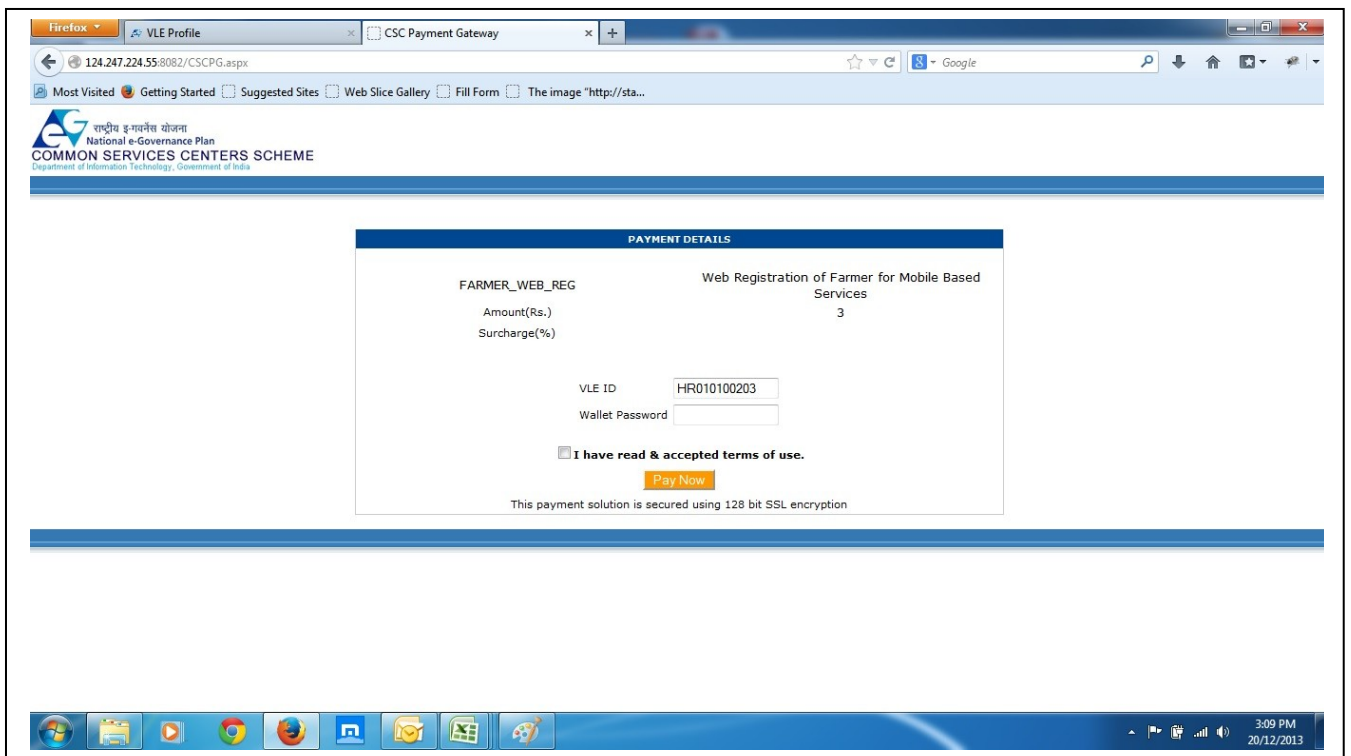 Firefox
VLE Profile
CSC Payment Gateway
124.247.224.55:8082/CSCPG.aspx
Google
Most Visited Getting Started Suggested Sites Web Slice Gallery Fill Form The image "http://sta...
राष्ट्रीय इ-गवर्नेंस योजना
National e-Governance Plan
COMMON SERVICES CENTERS SCHEME
Department of Information Technology, Government of India
PAYMENT DETAILS
FARMER_WEB_REG
Web Registration of Farmer for Mobile Based
Services
Amount(Rs.) 3
Surcharge(%)
VLE ID HR010100203
Wallet Password
I have read & accepted terms of use.
Pay Now
This payment solution is secured using 128 bit SSL encryption
3:09 PM
20/12/2013